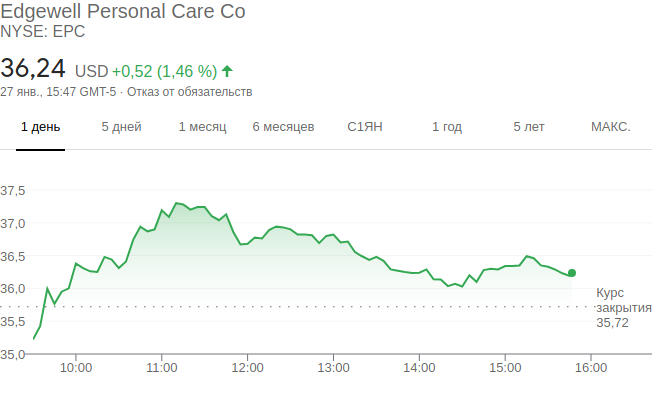 Edgewell Personal Care Co
NYSE: EPC
36,24 USD +0,52 (1,46 %)
27 янв., 15:47 GMT-5 · Отказ от обязательств
1 день 5 дней 1 месяц 6 месяцев С1ЯН 1 год 5 лет МАКС.
37,5
37,0
36,5
36,0
Курс
закрытия
35,72
35,5
35,0
10:00 11:00 12:00 13:00 14:00 15:00 16:00